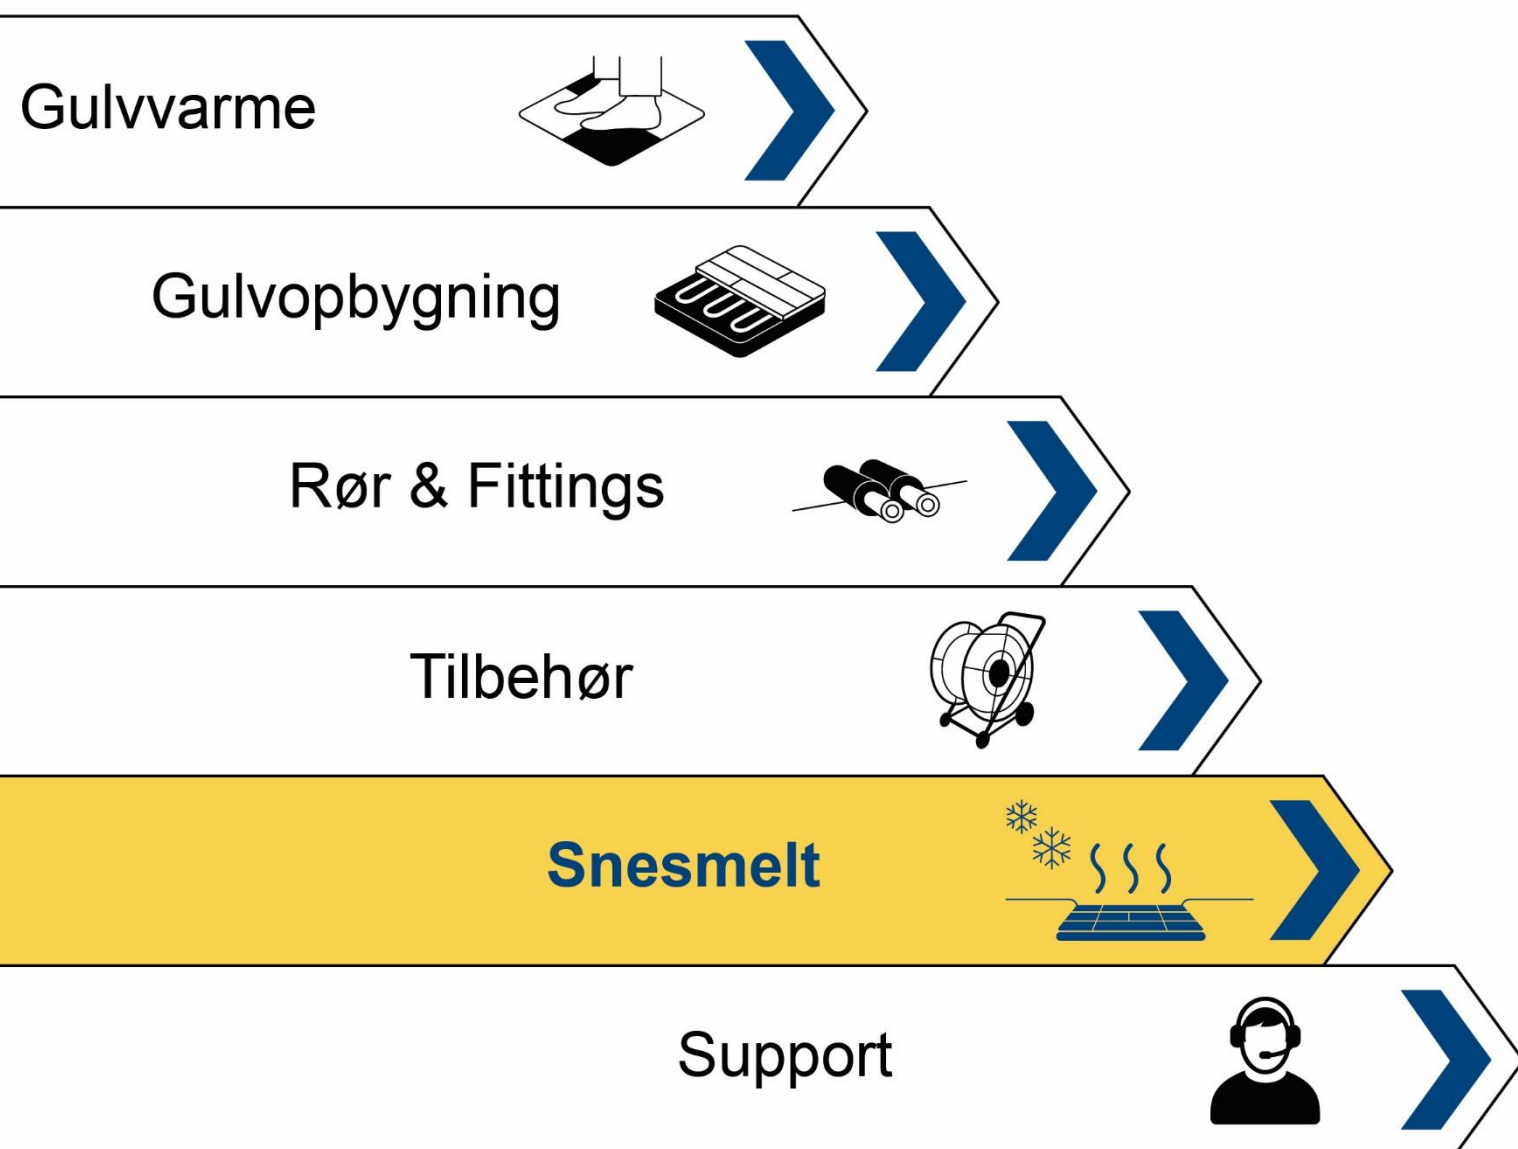 Gulvvarme
Gulvopbygning
Rør & Fittings
Tilbehør
Snesmelt
Support